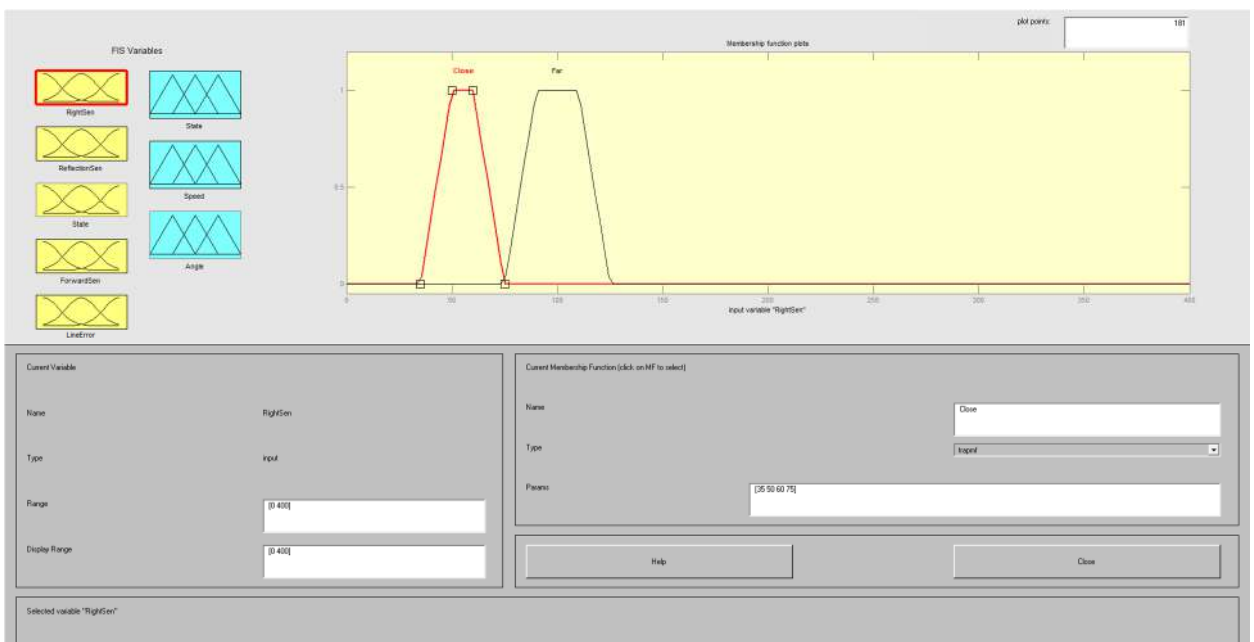 plot points:
181
FIS Variables
Membership function plots
RightSen
ReflectionSen
State
ForwardSen
LineError
State
Speed
Angle
Close
Far
1
0.5
0
0 50 100 150 200 250 300 350 400
input variable "RightSen"
Current Variable
Name RightSen
Type input
Range [0 400]
Display Range [0 400]
Current Membership Function (click on MF to select)
Name Close
Type trapmf
Params [35 50 60 75]
Help
Close
Selected variable "RightSen"